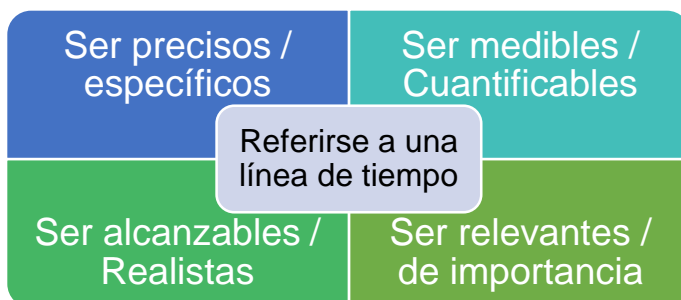 Ser precisos /
específicos
Ser medibles /
Cuantificables
Referirse a una
línea de tiempo
Ser alcanzables /
Realistas
Ser relevantes /
de importancia